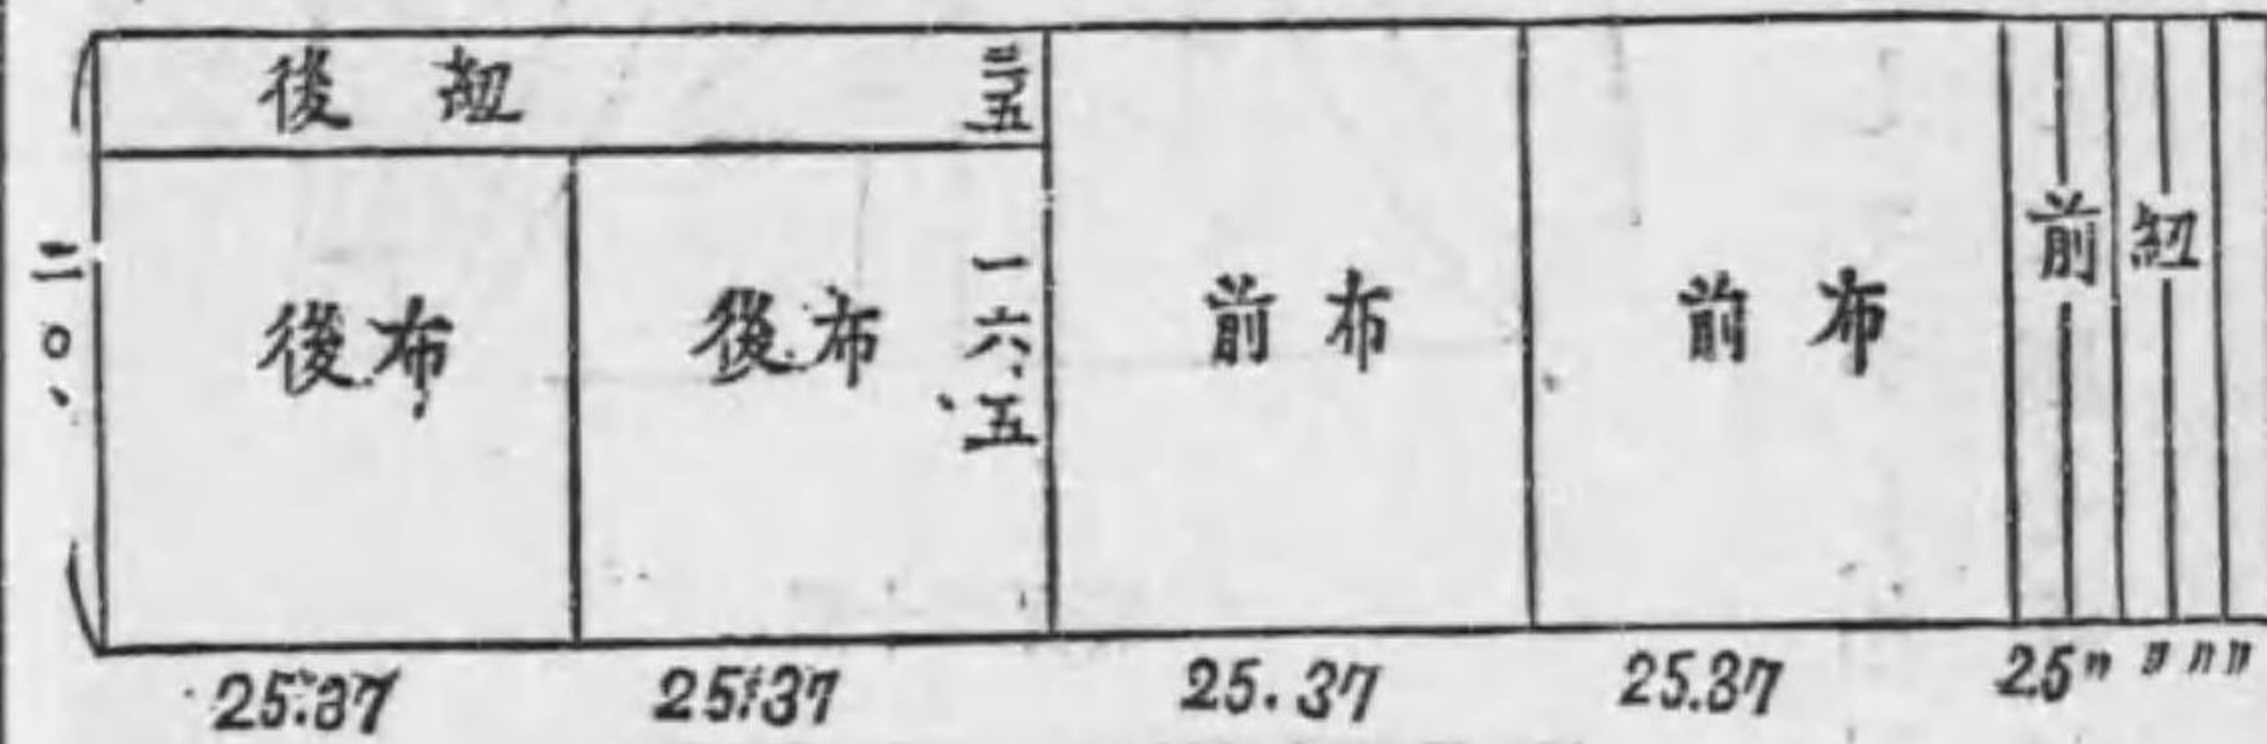 後 紐
三、五
後布
後布
一六、五
二〇、
前布
前布
前 紐
25.37
25.37
25.37
25.37
25〃 〃 〃 〃